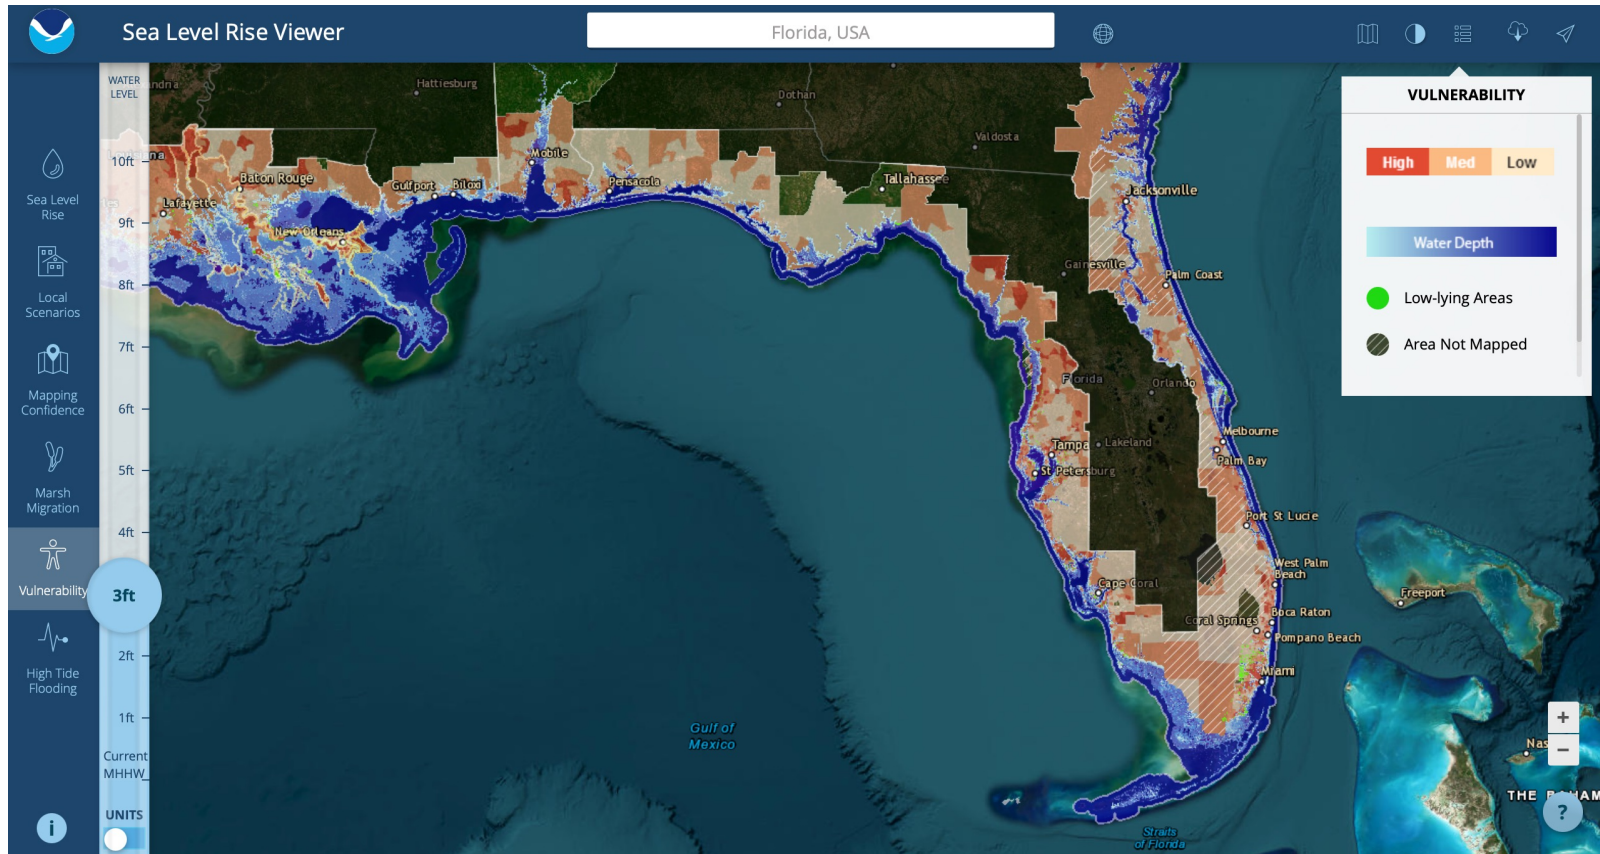 Sea Level Rise Viewer
Florida, USA
WATER
LEVEL
10ft
9ft
8ft
7ft
6ft
5ft
4ft
3ft
2ft
1ft
Current
MHHW
UNITS
Sea Level
Rise
Local
Scenarios
Mapping
Confidence
Marsh
Migration
Vulnerability
High Tide
Flooding
i
Hattiesburg
Dothan
Valdosta
Mobile
Baton Rouge
Gulfport
Biloxi
Pensacola
Tallahassee
Lafayette
New Orleans
Jacksonville
Gainesville
Palm Coast
Florida
Orlando
Tampa
Lakeland
St Petersburg
Melbourne
Palm Bay
Port St Lucie
West Palm
Beach
Cape Coral
Boca Raton
Coral Springs
Pompano Beach
Miami
Freeport
Gulf of
Mexico
Straits
of Florida
Nas
THE BAHAM
VULNERABILITY
High Med Low
Water Depth
Low-lying Areas
Area Not Mapped
+
−
?